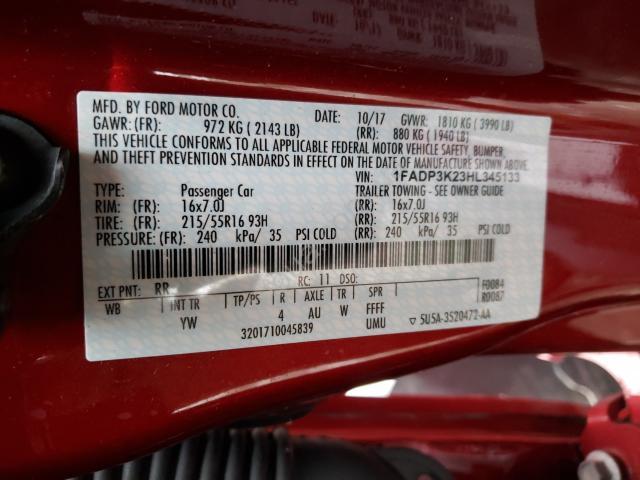 MFD. BY FORD MOTOR CO.
10/17 GVWR: 1810 KG ( 3990 LB)
GAWR: (FR): 972 KG ( 2143 LB) (RR): 880 KG ( 1940 LB)
THIS VEHICLE CONFORMS TO ALL APPLICABLE FEDERAL MOTOR VEHICLE SAFETY, BUMPER,
AND THEFT PREVENTION STANDARDS IN EFFECT ON THE DATE OF MANUFACTURE SHOWN ABOVE.
VIN: 1FADP3K23HL345133
TYPE: Passenger Car TRAILER TOWING - SEE OWNER GUIDE
RIM: (FR): 16x7.0J (RR): 16x7.0J
TIRE: (FR): 215/55R16 93H (RR): 215/55R16 93H
PRESSURE: (FR): 240 kPa/ 35 PSI COLD (RR): 240 kPa/ 35 PSI COLD
EXT PNT: RR RC: 11 DSO: F0084
R0087
WB INT TR TP/PS R AXLE TR SPR
YW 4 AU W FFFF
3201710045839 UMU ▽ 5U5A-3520472-AA